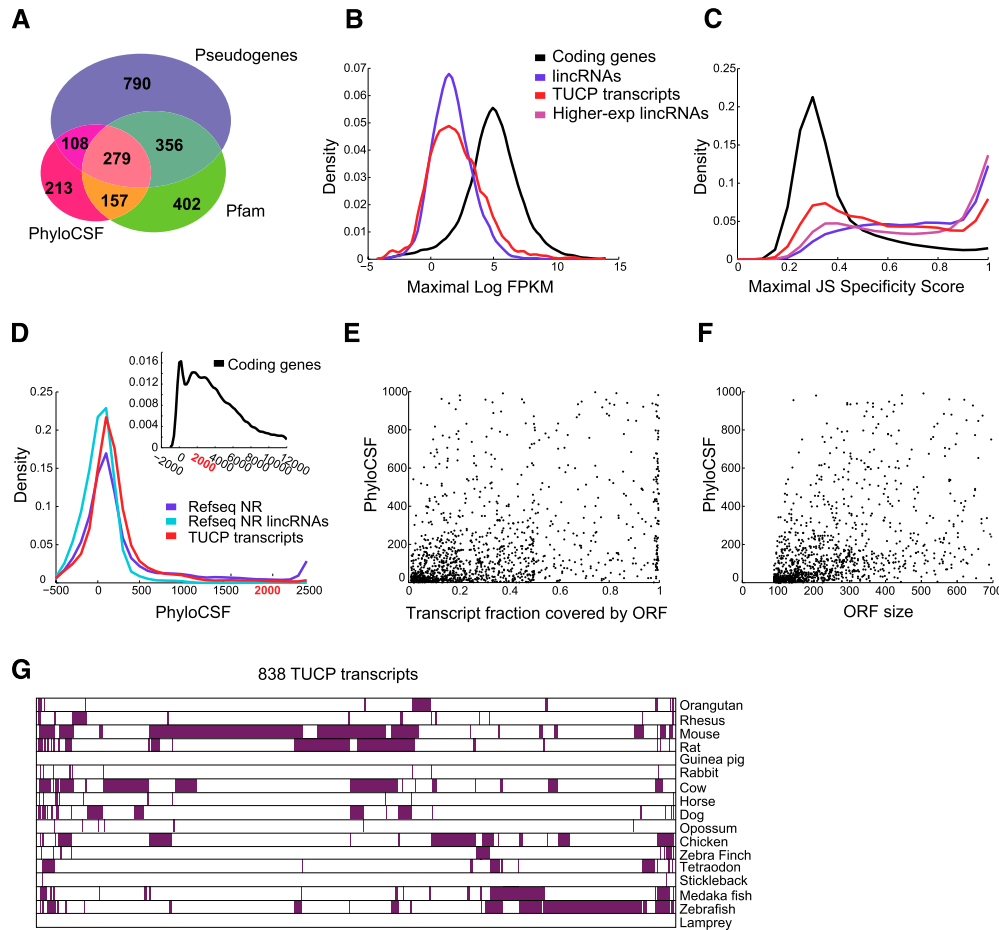 A
Pseudogenes
790
108
279
356
213
157
402
PhyloCSF
Pfam
B
Coding genes
lincRNAs
TUCP transcripts
Higher-exp lincRNAs
Density
0.07
0.06
0.05
0.04
0.03
0.02
0.01
0
−5
0
5
10
15
Maximal Log FPKM
C
Density
0.25
0.2
0.15
0.1
0.05
0
0
0.2
0.4
0.6
0.8
1
Maximal JS Specificity Score
D
Density
0.25
0.2
0.15
0.1
0.05
0
−500
0
500
1000
1500
2000
2500
PhyloCSF
Coding genes
0.016
0.012
0.008
0.004
0
−2000
0
2000
4000
6000
8000
10000
12000
Refseq NR
Refseq NR lincRNAs
TUCP transcripts
E
PhyloCSF
1000
800
600
400
200
0
0
0.2
0.4
0.6
0.8
1
Transcript fraction covered by ORF
F
PhyloCSF
1000
800
600
400
200
0
0
100
200
300
400
500
600
700
ORF size
G
838 TUCP transcripts
Orangutan
Rhesus
Mouse
Rat
Guinea pig
Rabbit
Cow
Horse
Dog
Opossum
Chicken
Zebra Finch
Tetraodon
Stickleback
Medaka fish
Zebrafish
Lamprey